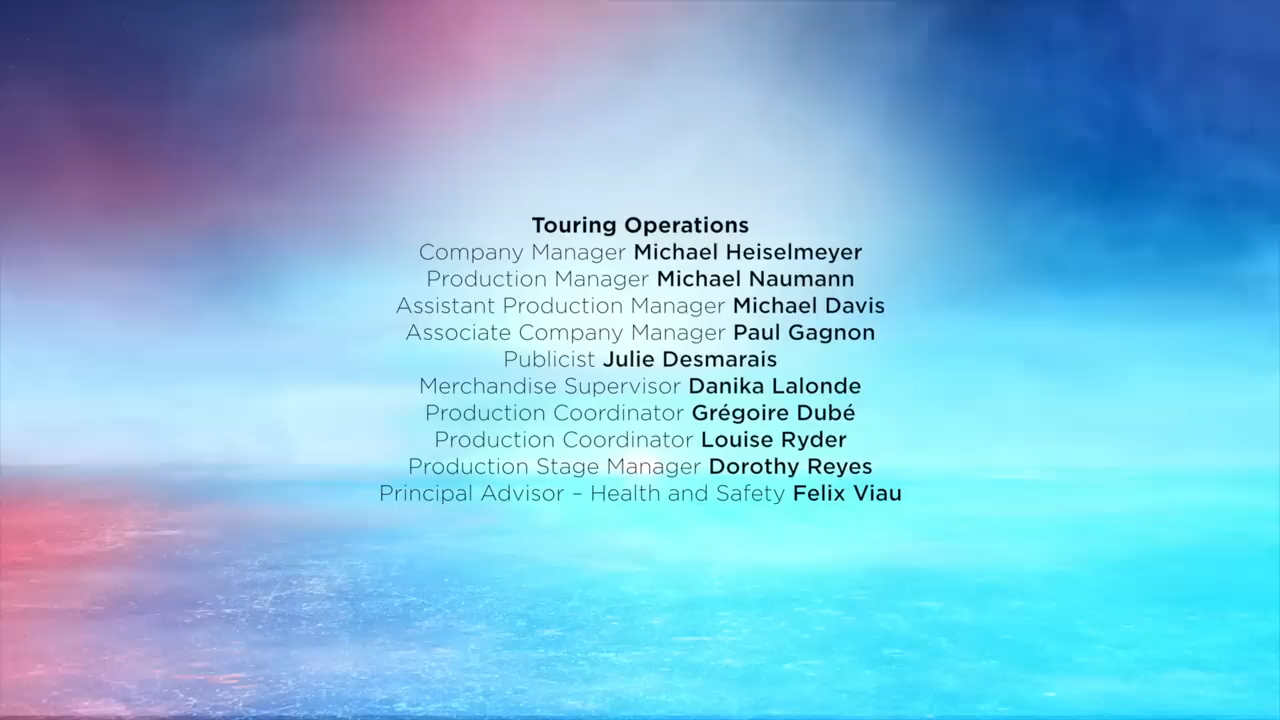 Touring Operations
Company Manager Michael Heiselmeyer
Production Manager Michael Naumann
Assistant Production Manager Michael Davis
Associate Company Manager Paul Gagnon
Publicist Julie Desmarais
Merchandise Supervisor Danika Lalonde
Production Coordinator Grégoire Dubé
Production Coordinator Louise Ryder
Production Stage Manager Dorothy Reyes
Principal Advisor – Health and Safety Felix Viau